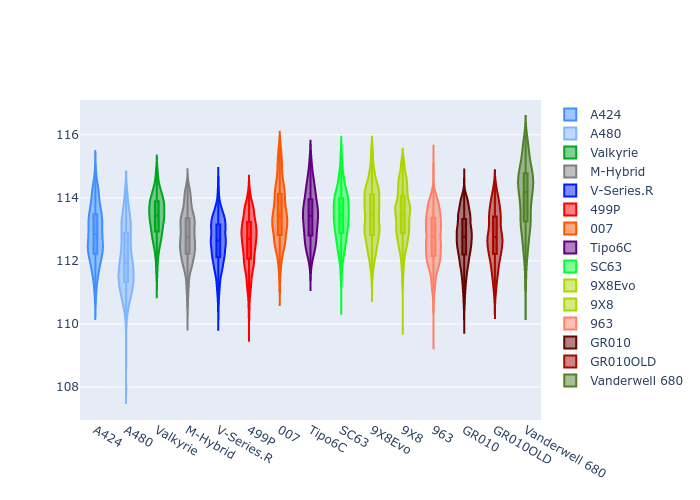 116
114
112
110
108
A424
A480
Valkyrie
M-Hybrid
V-Series.R
499P
007
Tipo6C
SC63
9X8Evo
9X8
963
GR010
GR010OLD
Vanderwell 680
A424
A480
Valkyrie
M-Hybrid
V-Series.R
499P
007
Tipo6C
SC63
9X8Evo
9X8
963
GR010
GR010OLD
Vanderwell 680